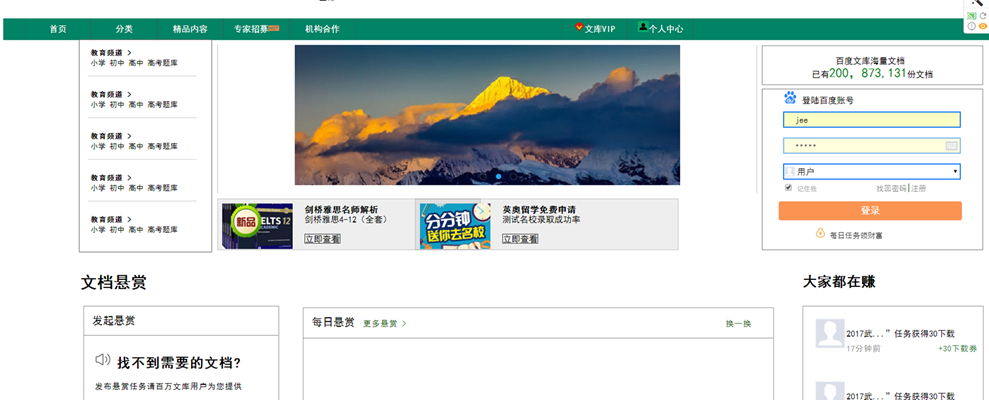 首页 分类 精品内容 专家招募 机构合作 文库VIP 个人中心
教育频道 >
小学 初中 高中 高考题库
教育频道 >
小学 初中 高中 高考题库
教育频道 >
小学 初中 高中 高考题库
教育频道 >
小学 初中 高中 高考题库
教育频道 >
小学 初中 高中 高考题库
新品
ELTS 12
ACADEMIC
剑桥雅思名师解析
剑桥雅思4-12（全套）
立即查看
分分钟
送你去名校
英奥留学免费申请
测试名校录取成功率
立即查看
百度文库海量文档
已有200, 873, 131份文档
登陆百度账号
jee
*****
用户
记住我 找回密码 注册
登录
每日任务领财富
文档悬赏
发起悬赏
找不到需要的文档?
发布悬赏任务请百万文库用户为您提供
每日悬赏 更多悬赏 > 换一换
大家都在赚
2017武...”任务获得30下载
17分钟前 +30下载券
2017武...”任务获得30下载